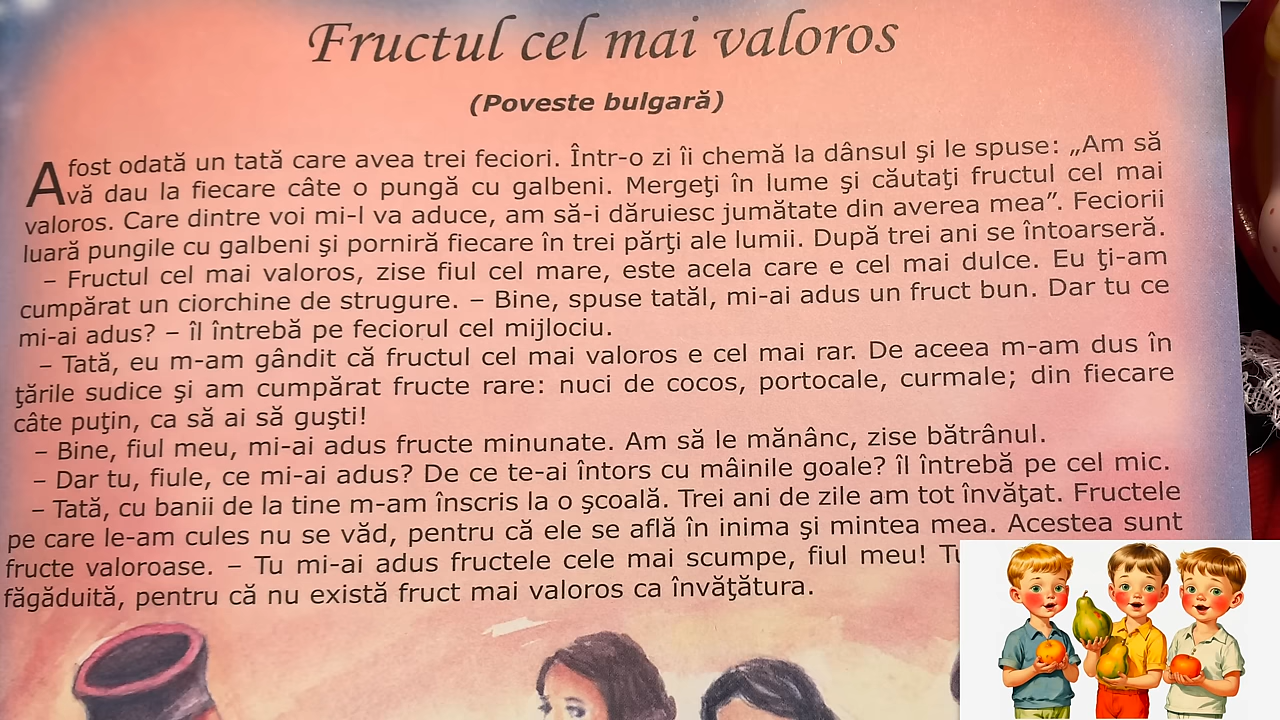 Fructul cel mai valoros
(Poveste bulgară)
A fost odată un tată care avea trei feciori. Într-o zi îi chemă la dânsul şi le spuse: „Am să
vă dau la fiecare câte o pungă cu galbeni. Mergeţi în lume şi căutaţi fructul cel mai
valoros. Care dintre voi mi-l va aduce, am să-i dăruiesc jumătate din averea mea”. Feciorii
luară pungile cu galbeni şi porniră fiecare în trei părţi ale lumii. După trei ani se întoarseră.
– Fructul cel mai valoros, zise fiul cel mare, este acela care e cel mai dulce. Eu ţi-am
cumpărat un ciorchine de strugure. – Bine, spuse tatăl, mi-ai adus un fruct bun. Dar tu ce
mi-ai adus? – îl întrebă pe feciorul cel mijlociu.
– Tată, eu m-am gândit că fructul cel mai valoros e cel mai rar. De aceea m-am dus în
ţările sudice şi am cumpărat fructe rare: nuci de cocos, portocale, curmale; din fiecare
câte puţin, ca să ai să guşti!
– Bine, fiul meu, mi-ai adus fructe minunate. Am să le mănânc, zise bătrânul.
– Dar tu, fiule, ce mi-ai adus? De ce te-ai întors cu mâinile goale? îl întrebă pe cel mic.
– Tată, cu banii de la tine m-am înscris la o şcoală. Trei ani de zile am tot învăţat. Fructele
pe care le-am cules nu se văd, pentru că ele se află în inima şi mintea mea. Acestea sunt
fructe valoroase. – Tu mi-ai adus fructele cele mai scumpe, fiul meu!
făgăduită, pentru că nu există fruct mai valoros ca învăţătura.